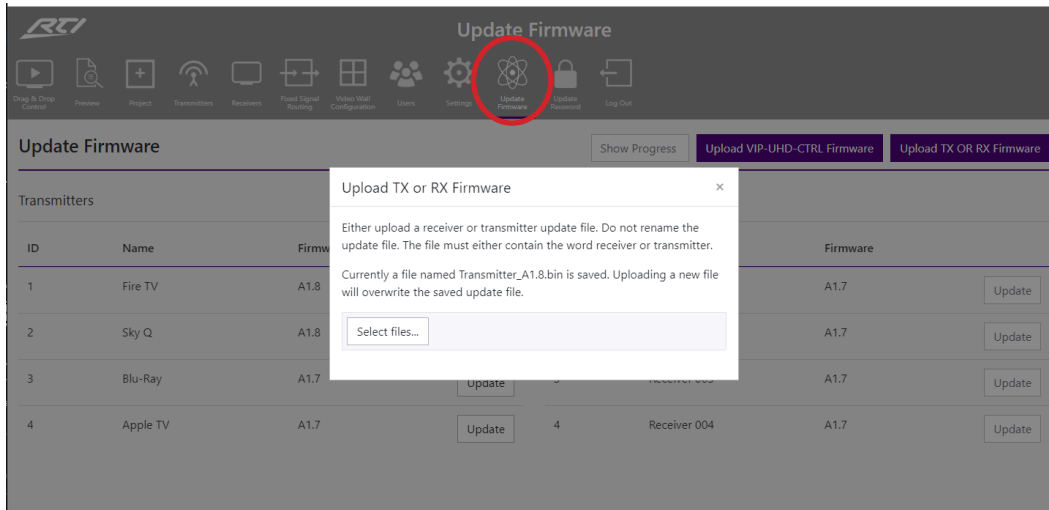 RTI
Update Firmware
Drag & Drop Control
Preview
Project
Transmitters
Receivers
Fixed Signal Routing
Video Wall Configuration
Users
Settings
Update Firmware
Update Password
Log Out
Update Firmware
Show Progress
Upload VIP-UHD-CTRL Firmware
Upload TX OR RX Firmware
Upload TX or RX Firmware
×
Either upload a receiver or transmitter update file. Do not rename the
update file. The file must either contain the word receiver or transmitter.
Currently a file named Transmitter_A1.8.bin is saved. Uploading a new file
will overwrite the saved update file.
Select files...
Transmitters
ID Name Firmware
1 Fire TV A1.8
2 Sky Q A1.8
3 Blu-Ray A1.7 Update
4 Apple TV A1.7 Update
Firmware
A1.7 Update
A1.7 Update
Receiver 003 A1.7 Update
4 Receiver 004 A1.7 Update